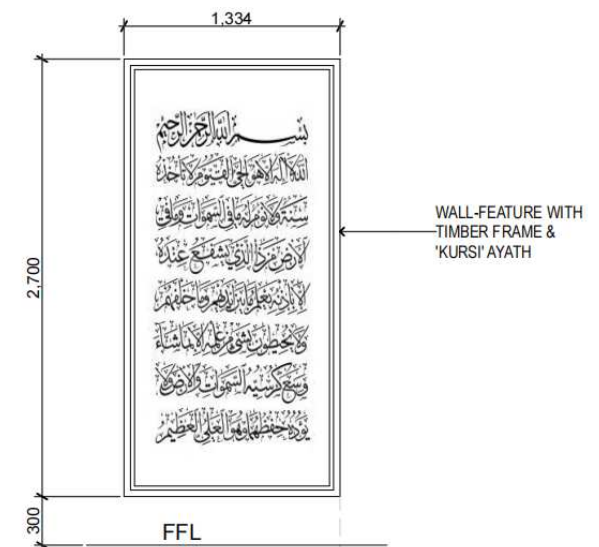 1,334
بسم الله الرحمن الرحيم
الله لا إله إلا هو الحي القيوم لا تأخذه
سنة ولا نوم له ما في السموات وما في
الأرض من ذا الذي يشفع عنده
إلا بإذنه يعلم ما بين أيديهم وما خلفهم
ولا يحيطون بشيء من علمه إلا بما شاء
وسع كرسيه السموات والأرض ولا
يؤده حفظهما وهو العلي العظيم
WALL-FEATURE WITH
TIMBER FRAME &
'KURSI' AYATH
2,700
300
FFL